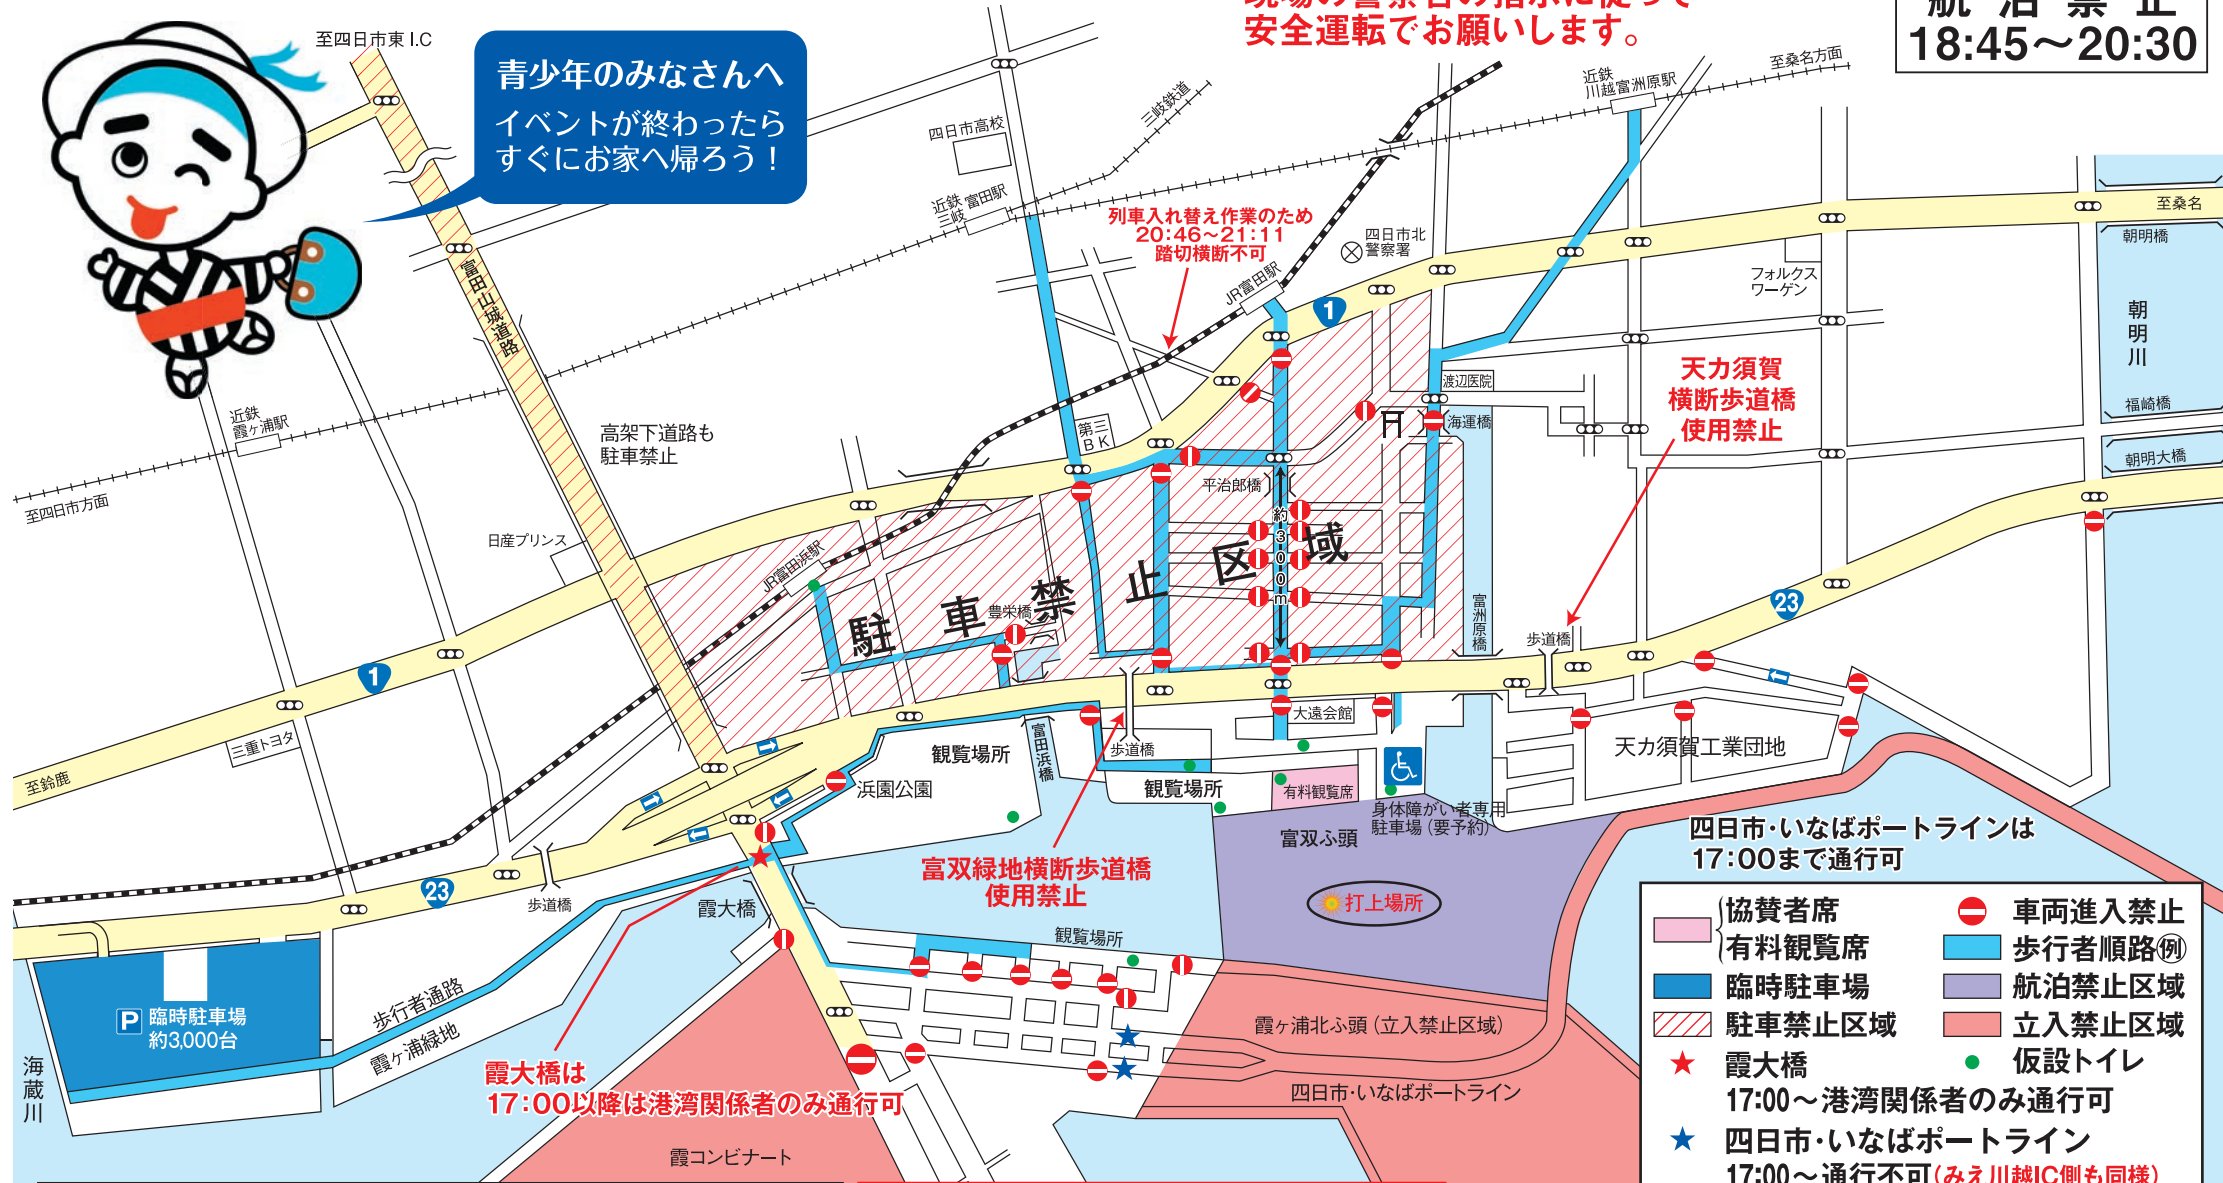 安全運転でお願いします。
航泊禁止
18:45～20:30
至四日市東I.C
青少年のみなさんへ
イベントが終わったら
すぐにお家へ帰ろう！
四日市高校
三岐鉄道
近鉄
川越富洲原駅
至桑名方面
近鉄
三岐
富田駅
列車入れ替え作業のため
20:46～21:11
踏切横断不可
四日市北
警察署
JR富田駅
1
至桑名
朝明橋
フォルクス
ワーゲン
朝明川
富田山城道路
近鉄
霞ヶ浦駅
至四日市方面
高架下道路も
駐車禁止
第三
BK
渡辺医院
海運橋
天カ須賀
横断歩道橋
使用禁止
福崎橋
朝明大橋
平治郎橋
約300m
日産プリンス
JR富田浜駅
駐車禁止区域
豊栄橋
富洲原橋
歩道橋
23
1
三重トヨタ
至鈴鹿
観覧場所
富田浜橋
歩道橋
大遠会館
天カ須賀工業団地
浜園公園
観覧場所
有料観覧席
身体障がい者専用
駐車場（要予約）
富双ふ頭
四日市･いなばポートラインは
17:00まで通行可
富双緑地横断歩道橋
使用禁止
打上場所
23
歩道橋
霞大橋
観覧場所
P 臨時駐車場
約3,000台
歩行者通路
霞ヶ浦緑地
海蔵川
霞大橋は
17:00以降は港湾関係者のみ通行可
霞ヶ浦北ふ頭（立入禁止区域）
四日市･いなばポートライン
霞コンビナート
協賛者席
有料観覧席
臨時駐車場
駐車禁止区域
霞大橋
17:00～港湾関係者のみ通行可
四日市･いなばポートライン
17:00～通行不可(みえ川越IC側も同様)
車両進入禁止
歩行者順路例
航泊禁止区域
立入禁止区域
仮設トイレ